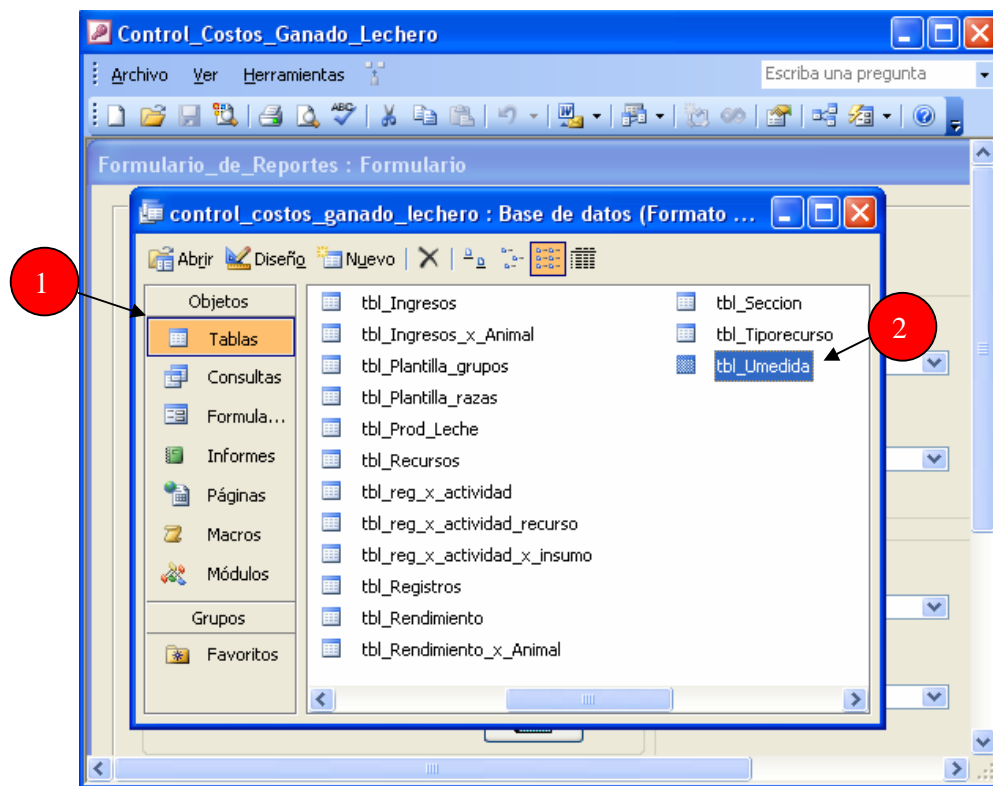 Control_Costos_Ganado_Lechero
Archivo Ver Herramientas Escriba una pregunta
Formulario_de_Reportes : Formulario
control_costos_ganado_lechero : Base de datos (Formato ...
Abrir Diseño Nuevo
1
Objetos
Tablas
Consultas
Formula...
Informes
Páginas
Macros
Módulos
Grupos
Favoritos
tbl_Ingresos
tbl_Ingresos_x_Animal
tbl_Plantilla_grupos
tbl_Plantilla_razas
tbl_Prod_Leche
tbl_Recursos
tbl_reg_x_actividad
tbl_reg_x_actividad_recurso
tbl_reg_x_actividad_x_insumo
tbl_Registros
tbl_Rendimiento
tbl_Rendimiento_x_Animal
tbl_Seccion
tbl_Tiporecurso
tbl_Umedida
2